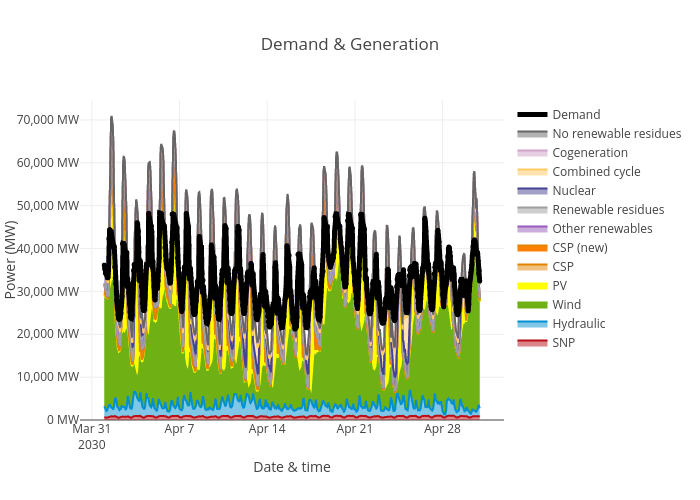 Demand & Generation
70,000 MW
60,000 MW
50,000 MW
40,000 MW
30,000 MW
20,000 MW
10,000 MW
0 MW
Power (MW)
Mar 31
2030
Apr 7
Apr 14
Apr 21
Apr 28
Date & time
Demand
No renewable residues
Cogeneration
Combined cycle
Nuclear
Renewable residues
Other renewables
CSP (new)
CSP
PV
Wind
Hydraulic
SNP